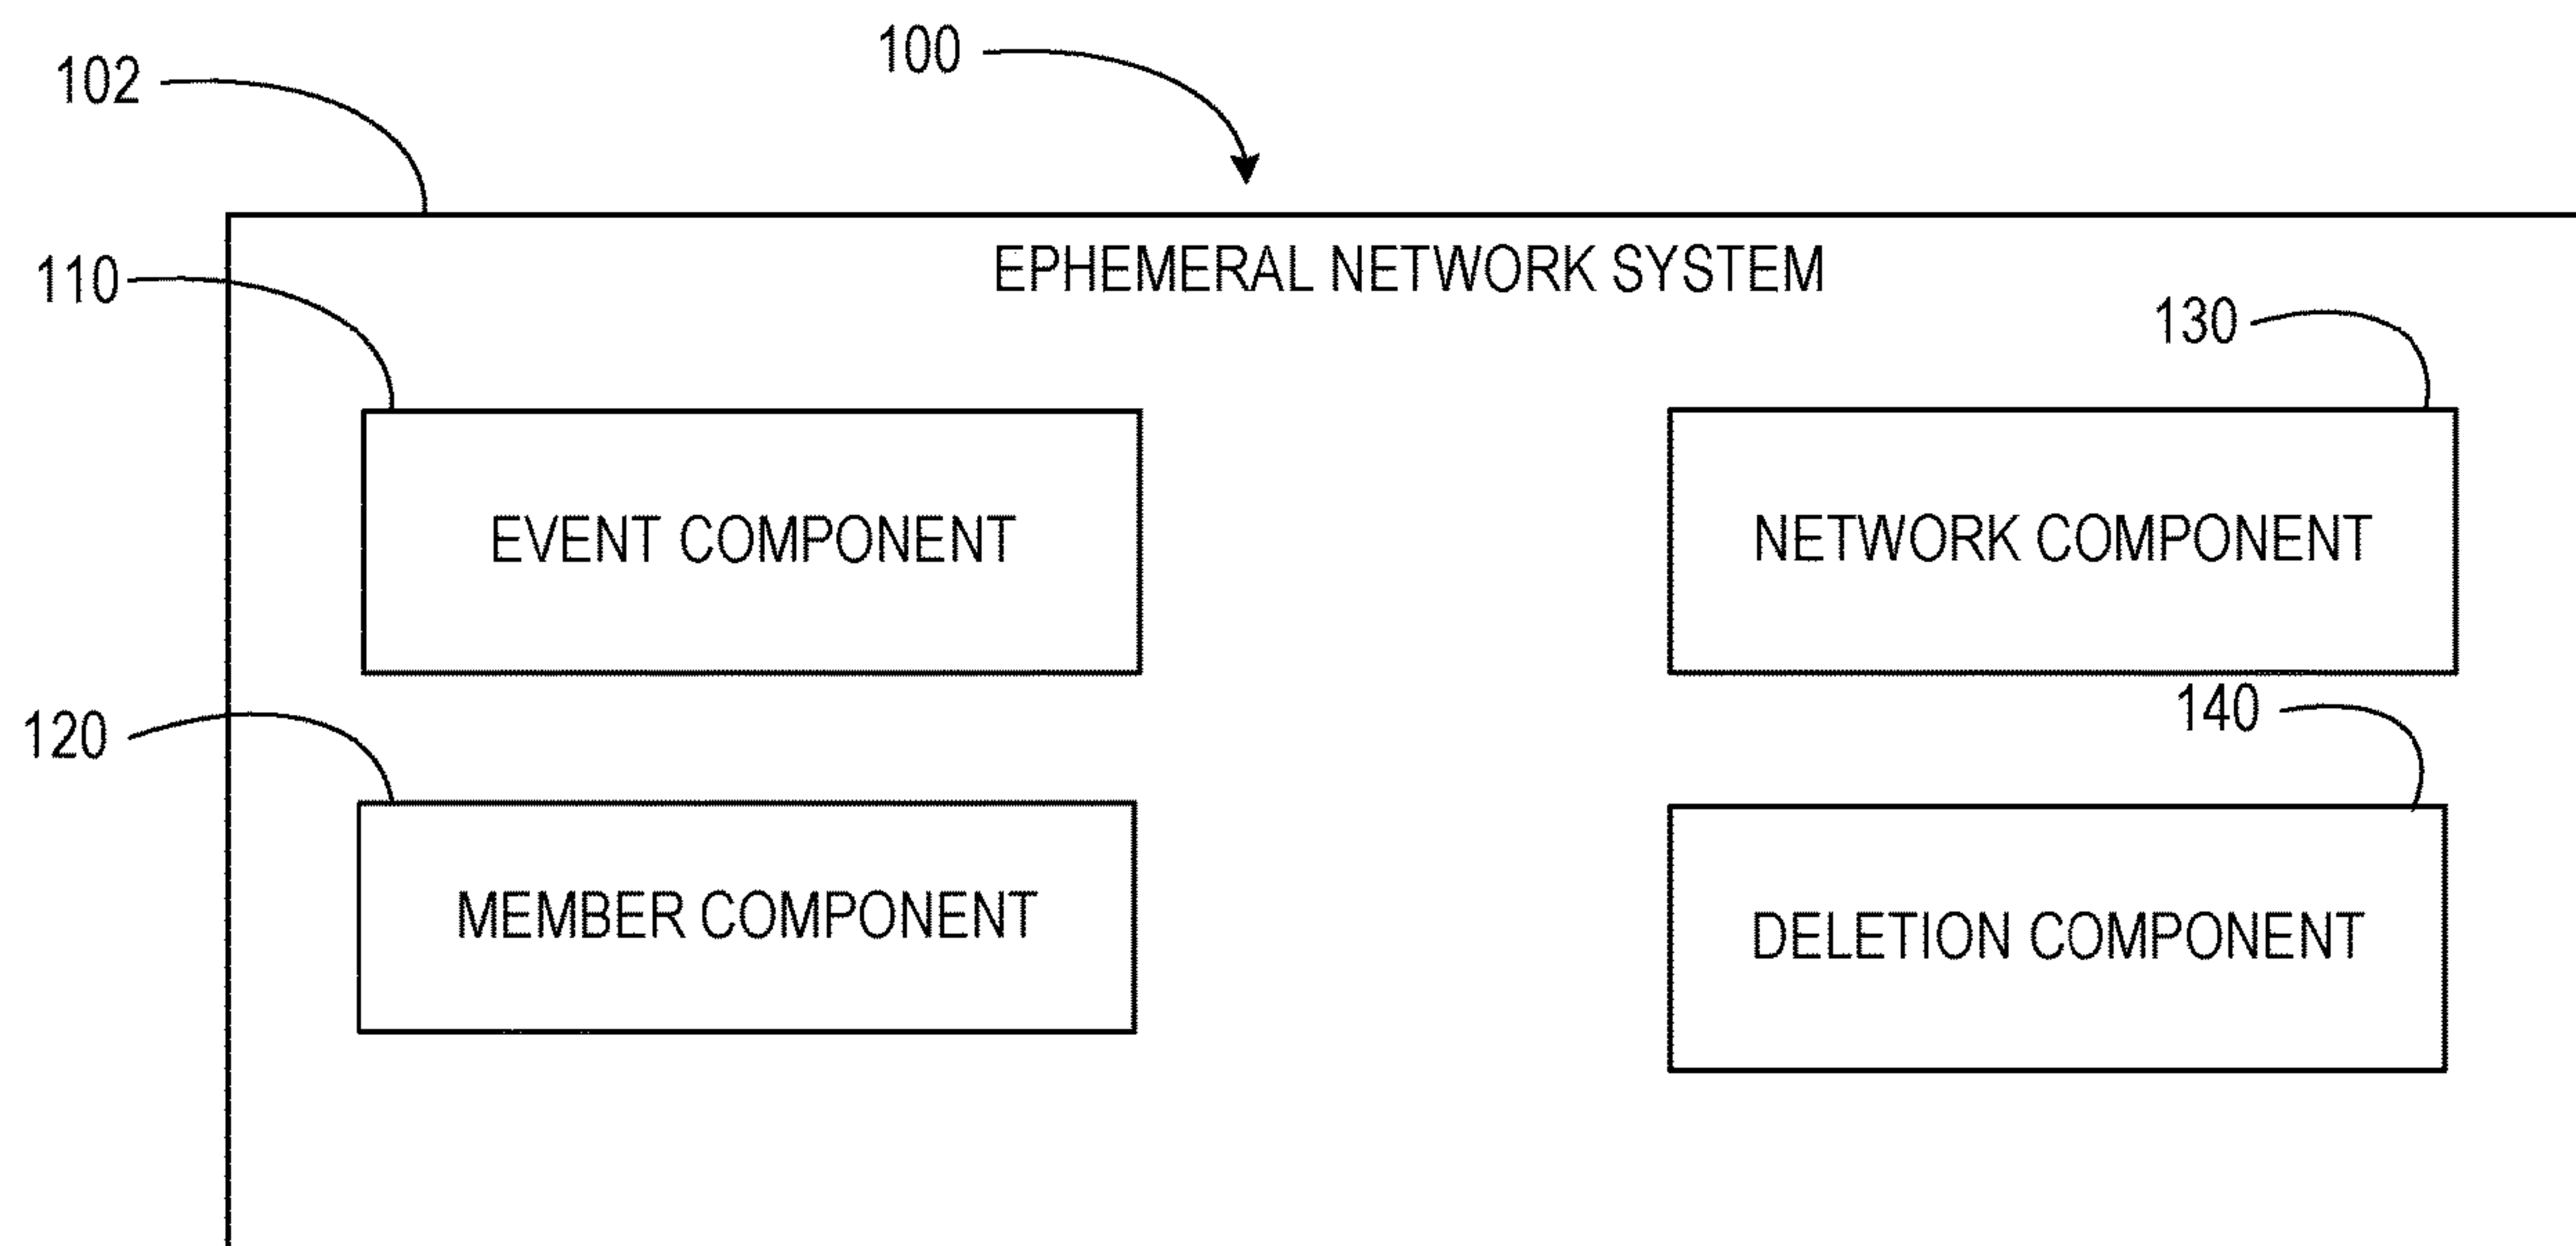 100
102
EPHEMERAL NETWORK SYSTEM
110
130
EVENT COMPONENT
NETWORK COMPONENT
120
140
MEMBER COMPONENT
DELETION COMPONENT